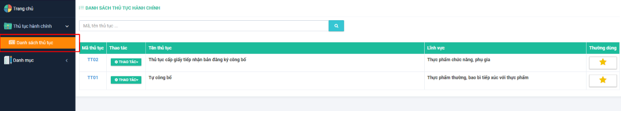 Trang chủ
Thủ tục hành chính
Danh sách thủ tục
Danh mục
DANH SÁCH THỦ TỤC HÀNH CHÍNH
Mã, tên thủ tục ...
Mã thủ tục Thao tác Tên thủ tục Lĩnh vực Thường dùng
TT02 THAO TÁC Thủ tục cấp giấy tiếp nhận bản đăng ký công bố Thực phẩm chức năng, phụ gia
TT01 THAO TÁC Tự công bố Thực phẩm thường, bao bì tiếp xúc với thực phẩm